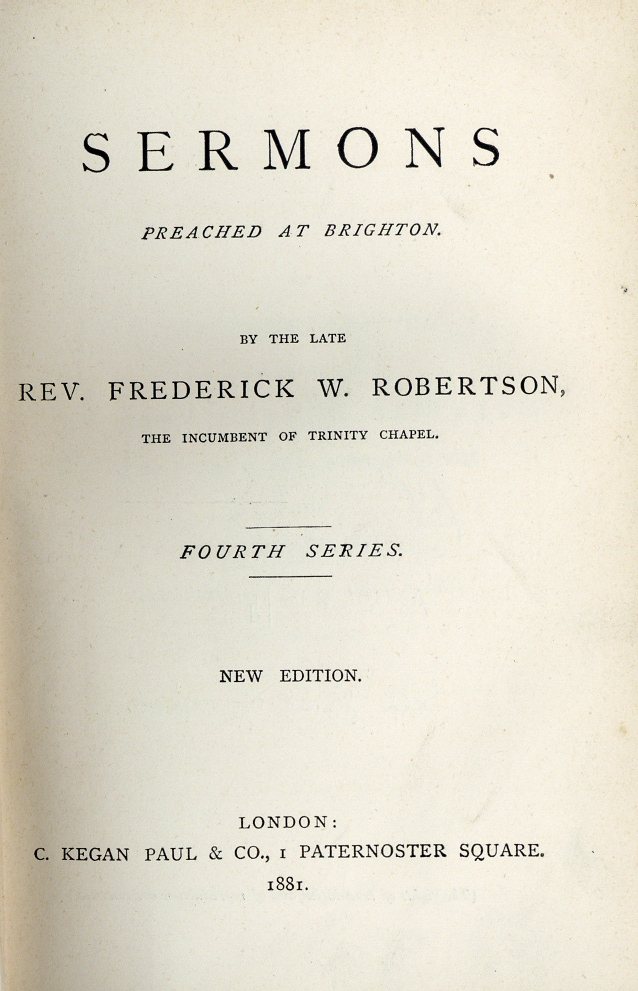 SERMONS
PREACHED AT BRIGHTON.
BY THE LATE
REV. FREDERICK W. ROBERTSON,
THE INCUMBENT OF TRINITY CHAPEL.
FOURTH SERIES.
NEW EDITION.
LONDON:
C. KEGAN PAUL & CO., 1 PATERNOSTER SQUARE.
1881.